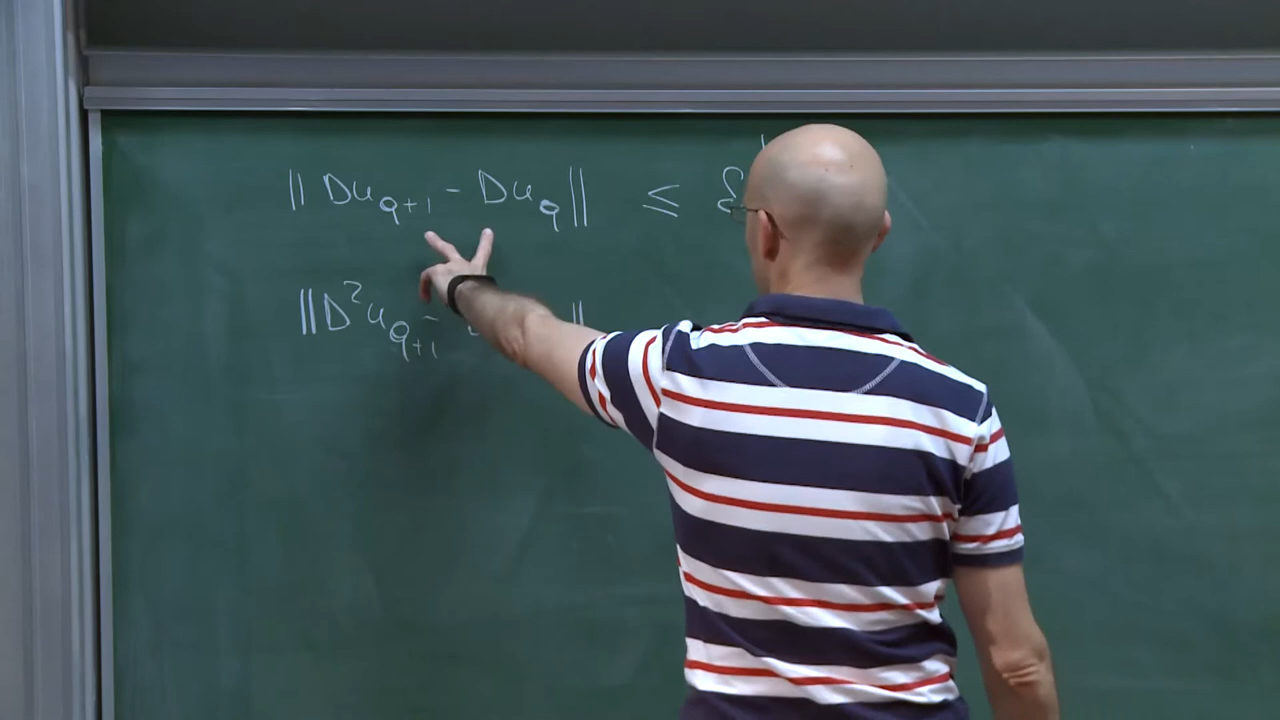 ‖ Du_{q+1} - Du_q ‖ ≤ δ
‖ D²u_{q+1} - ‖